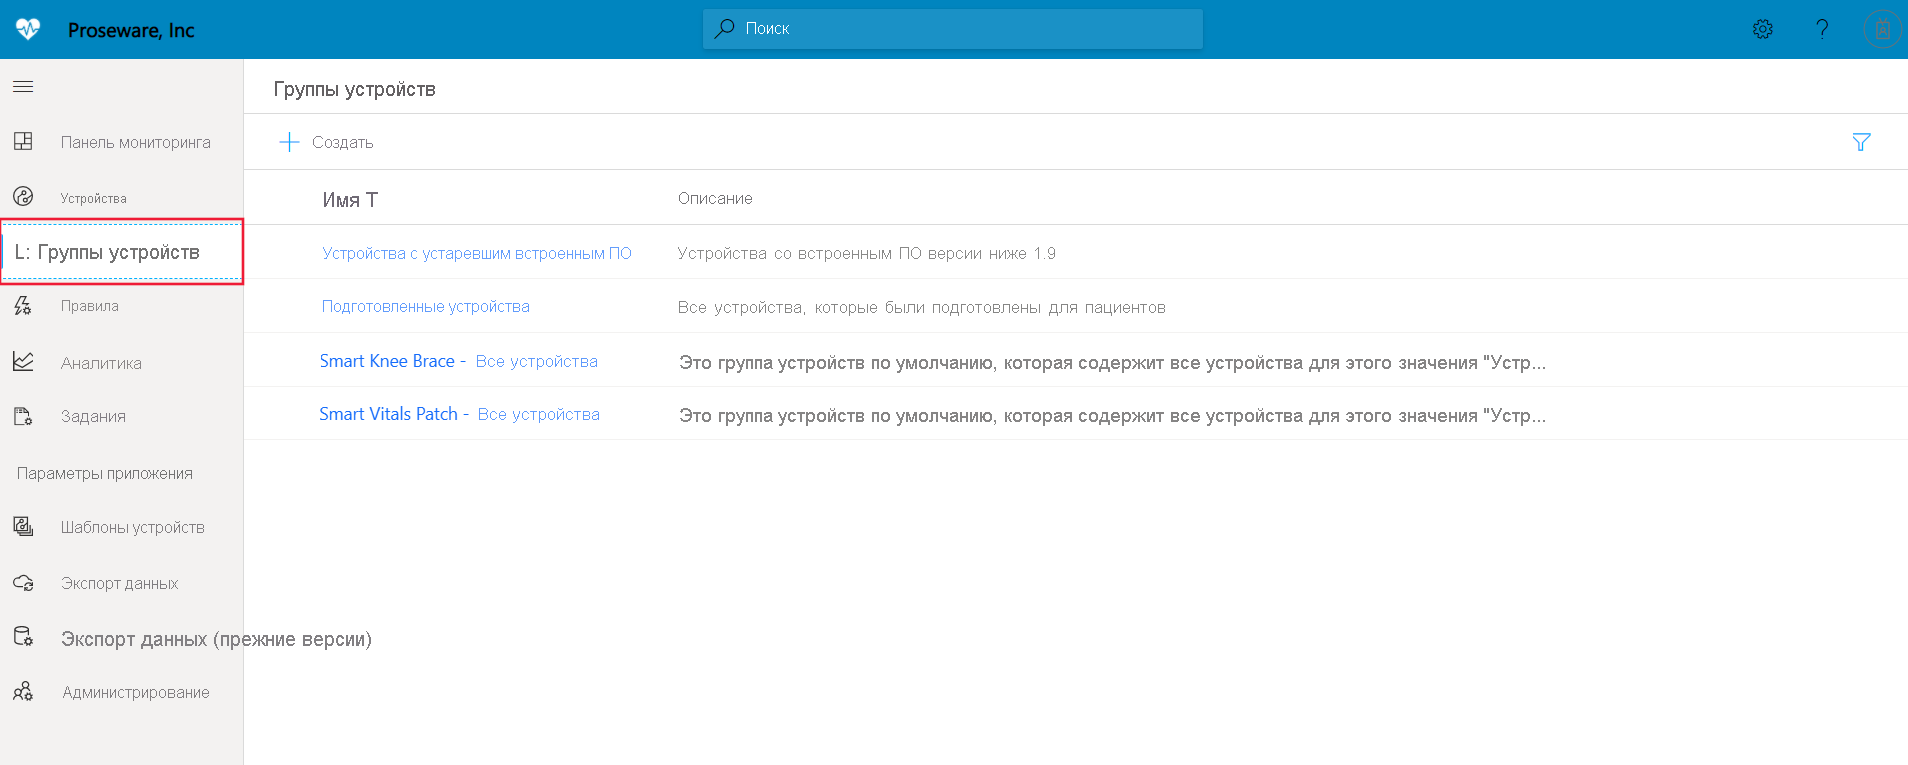 Proseware, Inc
Поиск
Группы устройств
Создать
Панель мониторинга
Устройства
L: Группы устройств
Правила
Аналитика
Задания
Параметры приложения
Шаблоны устройств
Экспорт данных
Экспорт данных (прежние версии)
Администрирование
Имя Т Описание
Устройства с устаревшим встроенным ПО Устройства со встроенным ПО версии ниже 1.9
Подготовленные устройства Все устройства, которые были подготовлены для пациентов
Smart Knee Brace - Все устройства Это группа устройств по умолчанию, которая содержит все устройства для этого значения "Устр...
Smart Vitals Patch - Все устройства Это группа устройств по умолчанию, которая содержит все устройства для этого значения "Устр...